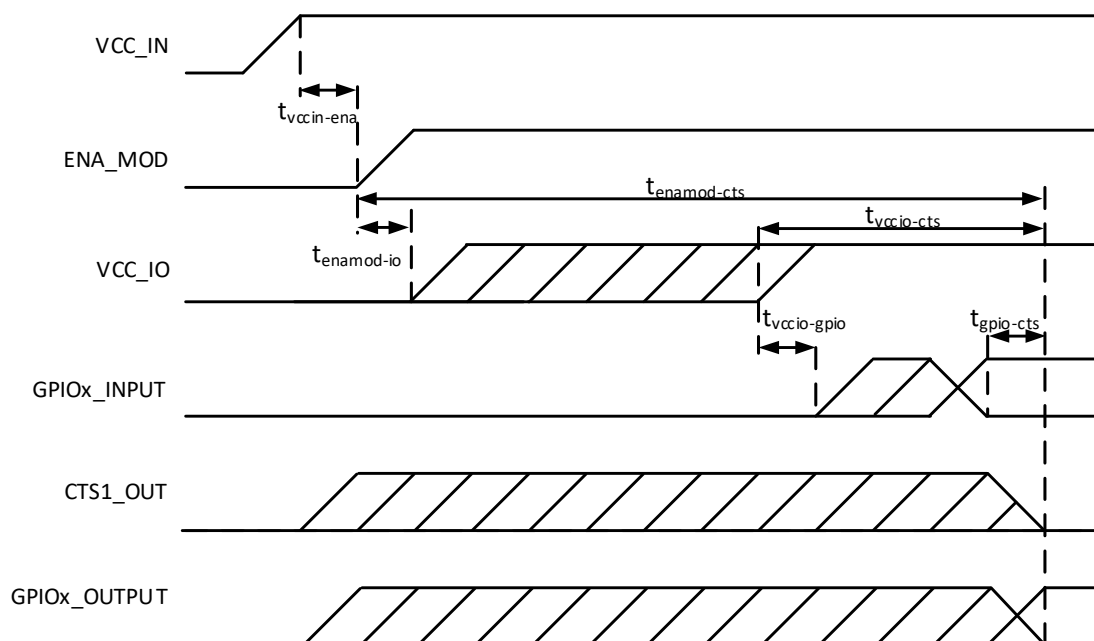 VCC_IN
tvccin-ena
ENA_MOD
tenamod-cts
tvccio-cts
tenamod-io
VCC_IO
tvccio-gpio
tgpio-cts
GPIOx_INPUT
CTS1_OUT
GPIOx_OUTPUT